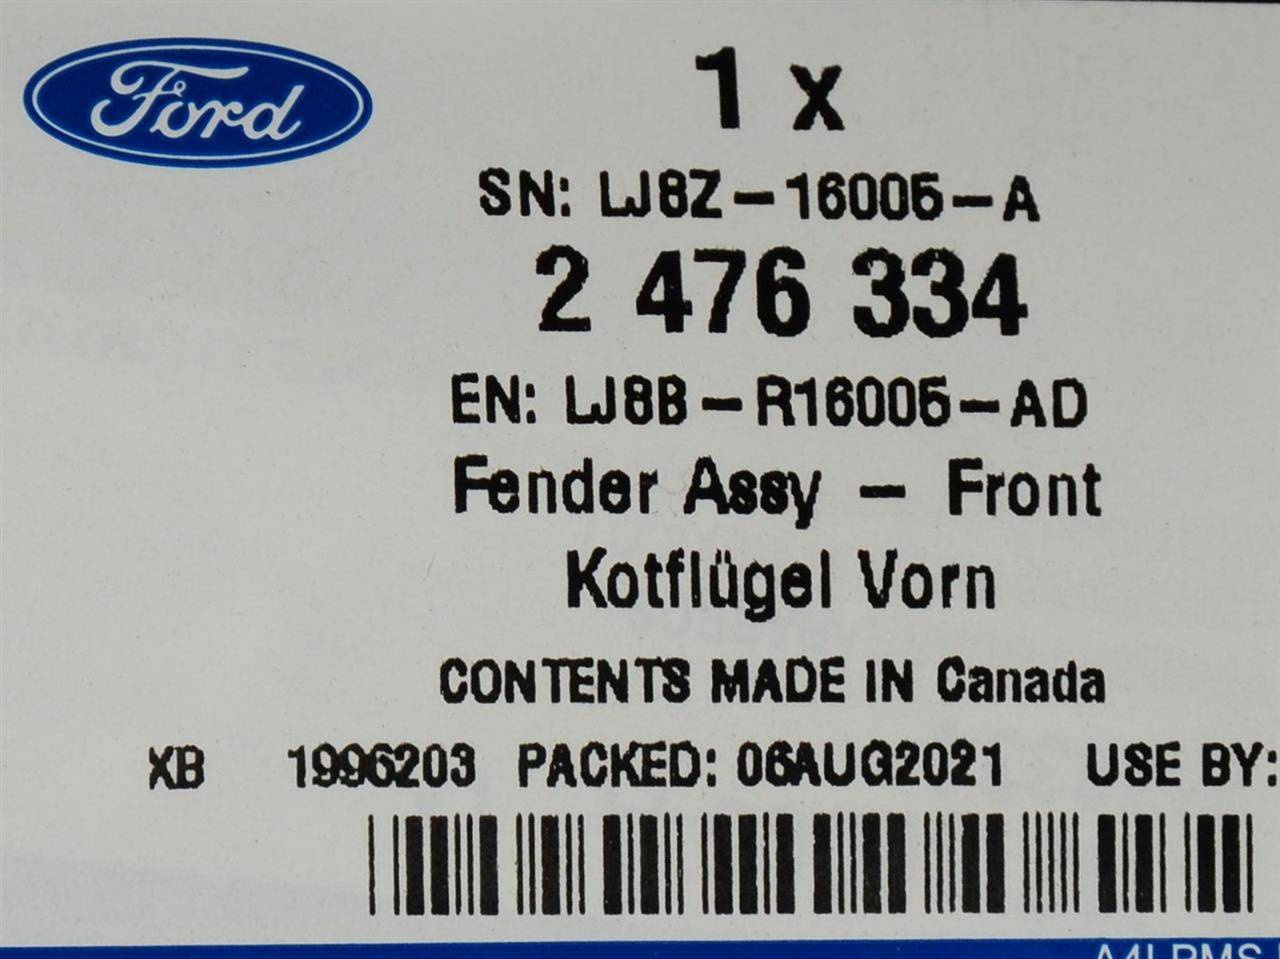 Ford
1 x
SN: LJ8Z-16005-A
2 476 334
EN: LJ8B-R16005-AD
Fender Assy - Front
Kotflügel Vorn
CONTENTS MADE IN Canada
XB 1996203 PACKED: 06AUG2021 USE BY: